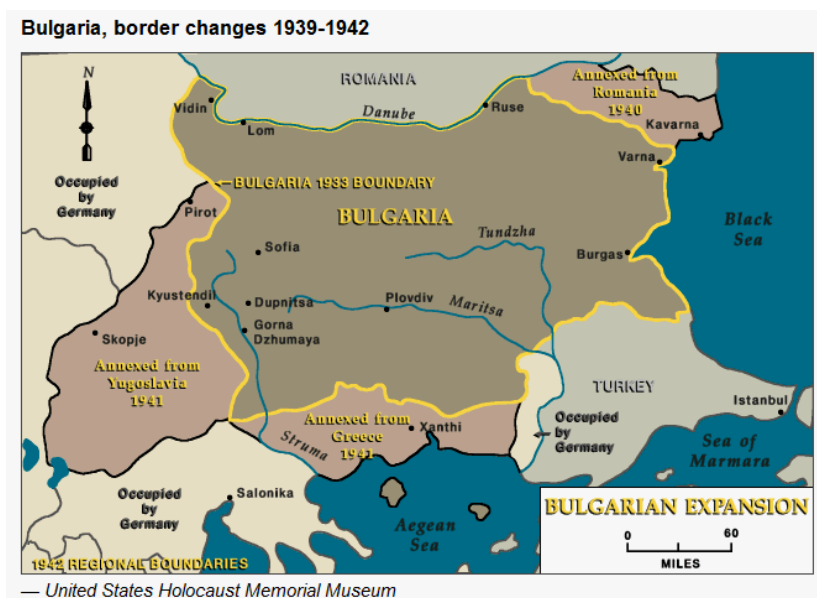 Bulgaria, border changes 1939-1942
N
ROMANIA
Annexed from
Romania
1940
Vidin
Danube
Ruse
Lom
Kavarna
Varna
Occupied
by
Germany
BULGARIA 1933 BOUNDARY
Pirot
BULGARIA
Black
Sea
Tundzha
Sofia
Burgas
Kyustendil
Dupnitsa
Plovdiv
Maritsa
Gorna
Dzhumaya
Skopje
Annexed from
Yugoslavia
1941
TURKEY
Istanbul
Annexed from
Greece
1941
Xanthi
Struma
Occupied
by
Germany
Sea of
Marmara
Occupied
by
Germany
Salonika
Aegean
Sea
BULGARIAN EXPANSION
0 60
MILES
1942 REGIONAL BOUNDARIES
— United States Holocaust Memorial Museum